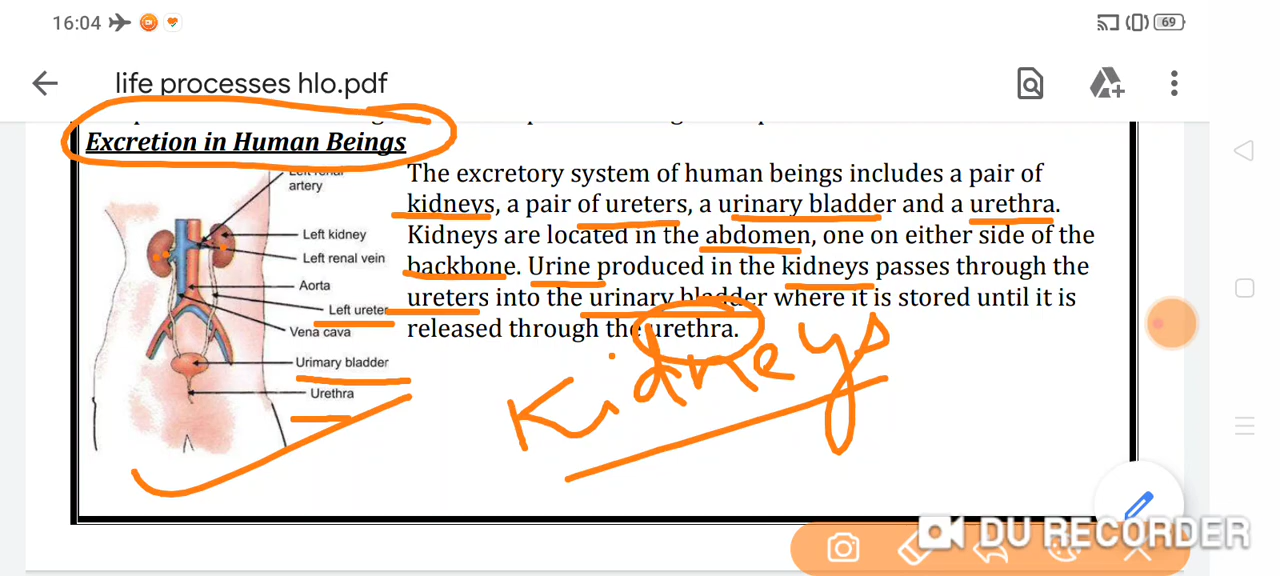 16:04
69
life processes hlo.pdf
Excretion in Human Beings
The excretory system of human beings includes a pair of
kidneys, a pair of ureters, a urinary bladder and a urethra.
Kidneys are located in the abdomen, one on either side of the
backbone. Urine produced in the kidneys passes through the
ureters into the urinary bladder where it is stored until it is
released through the urethra.
Left renal
artery
Left kidney
Left renal vein
Aorta
Left ureter
Vena cava
Urimary bladder
Urethra
Kidneys
DU RECORDER